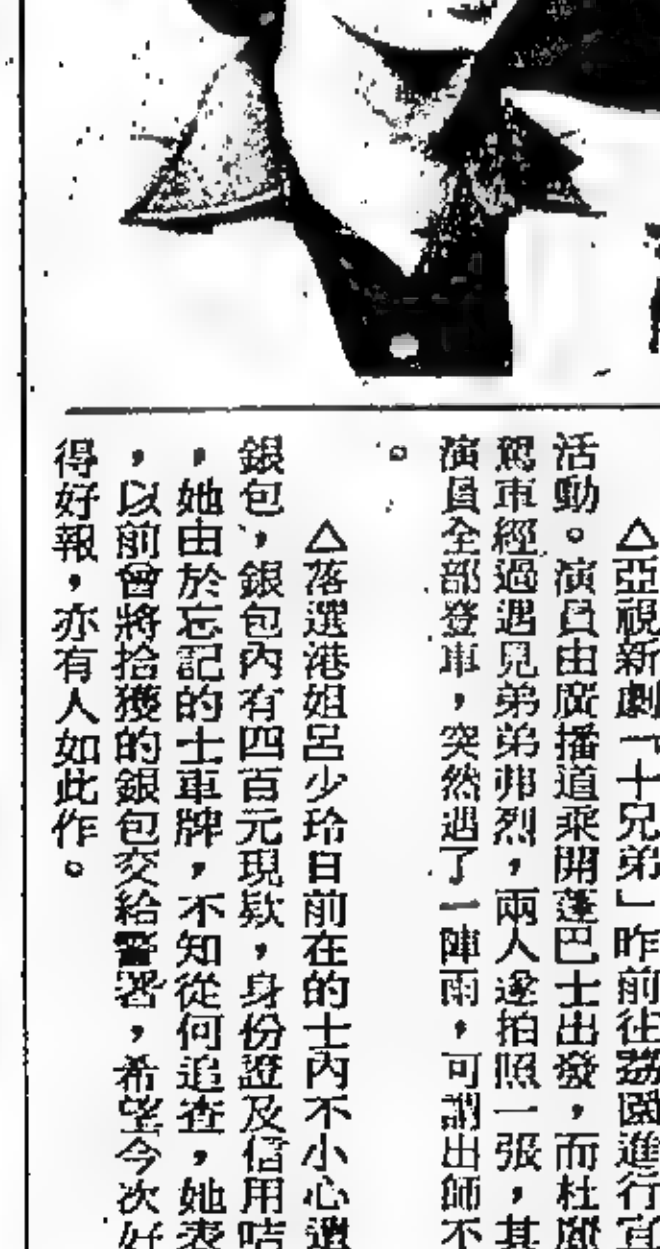 △亞視新劇「十兄弟」昨前往荔園進行宣
活動。演員由廣播道乘開蓬巴士出發，而杜
駕車經過遇見弟弟弗烈，兩人遂拍照一張，其
演員全部登車，突然遇了一陣雨，可謂出師不
。
△落選港姐呂少玲日前在的士內不小心遺
銀包，銀包內有四百元現欵，身份證及信用咭
，她由於忘記的士車牌，不知從何追查，她表
，以前曾將拾獲的銀包交給警署，希望今次好
得好報，亦有人如此作。